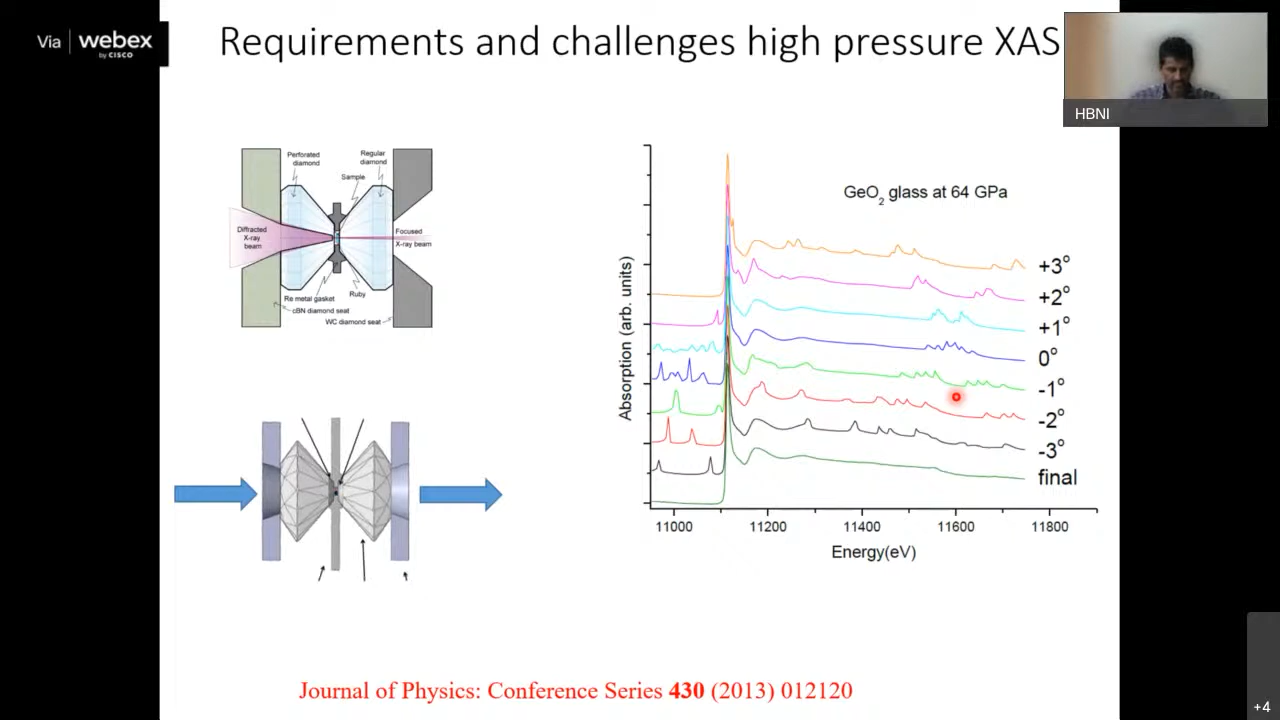 Via webex
by CISCO
Requirements and challenges high pressure XAS
HBNI
Perforated
diamond
Regular
diamond
Sample
Diffracted
X-ray
beam
Focused
X-ray beam
Re metal gasket
Ruby
cBN diamond seat
WC diamond seat
GeO2 glass at 64 GPa
Absorption (arb. units)
+3°
+2°
+1°
0°
-1°
-2°
-3°
final
11000 11200 11400 11600 11800
Energy(eV)
Journal of Physics: Conference Series 430 (2013) 012120
+4